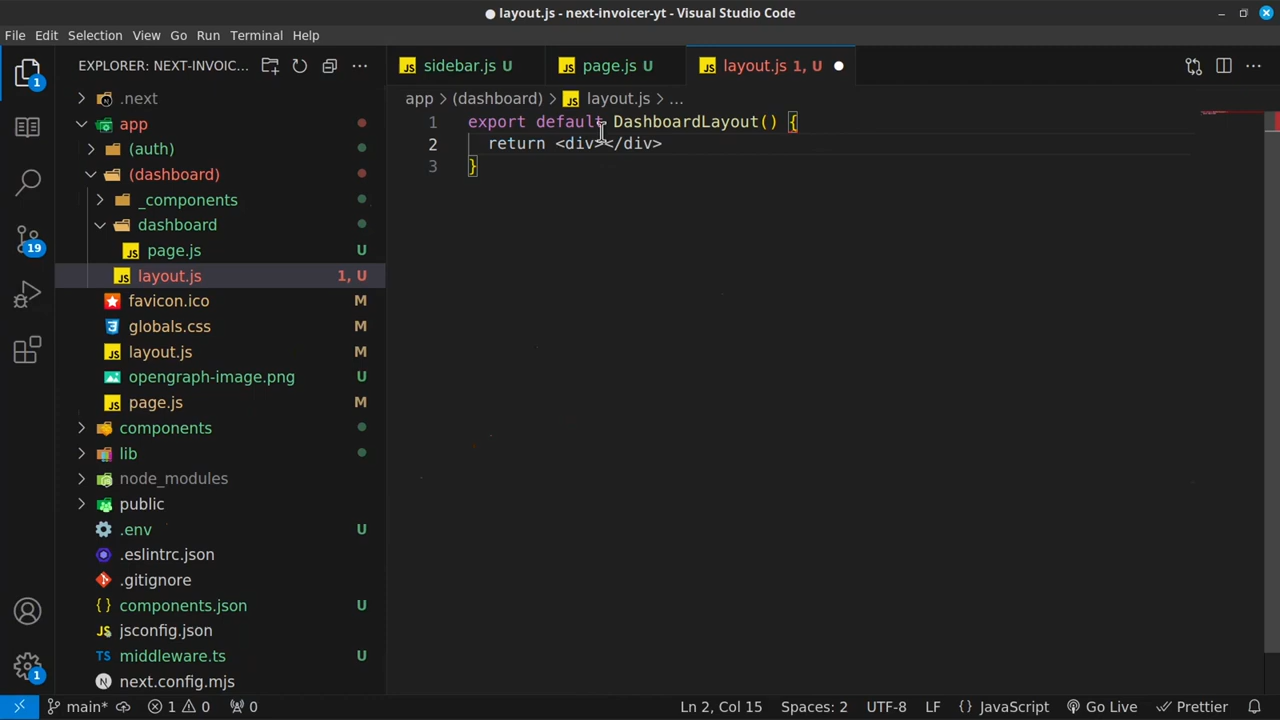 layout.js - next-invoicer-yt - Visual Studio Code
File Edit Selection View Go Run Terminal Help
EXPLORER: NEXT-INVOIC...
sidebar.js U
page.js U
layout.js 1, U
app > (dashboard) > layout.js > ...
1
19
1
.next
app
(auth)
(dashboard)
_components
dashboard
page.js U
layout.js 1, U
favicon.ico M
globals.css M
layout.js M
opengraph-image.png U
page.js M
components
lib
node_modules
public
.env U
.eslintrc.json
.gitignore
components.json U
jsconfig.json
middleware.ts U
next.config.mjs
1 export default DashboardLayout() {
2 return <div></div>
3 }
main* 1 0 0 Ln 2, Col 15 Spaces: 2 UTF-8 LF {} JavaScript Go Live Prettier